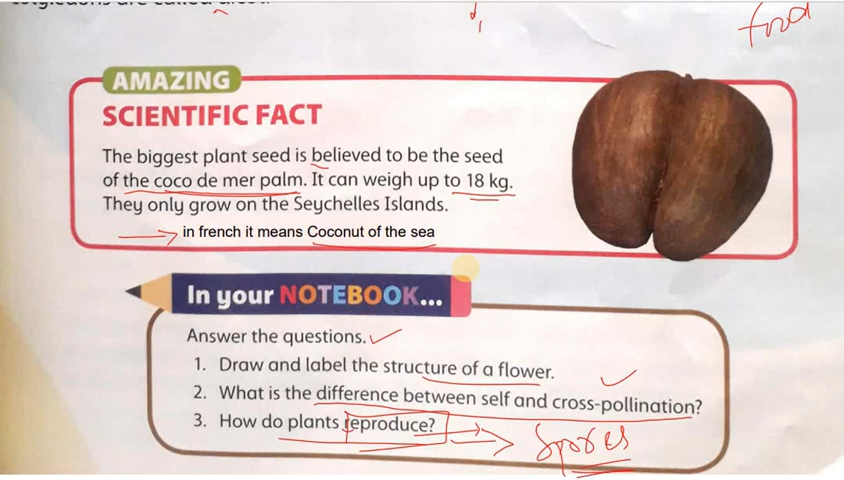 food
AMAZING
SCIENTIFIC FACT
The biggest plant seed is believed to be the seed
of the coco de mer palm. It can weigh up to 18 kg.
They only grow on the Seychelles Islands.
in french it means Coconut of the sea
In your NOTEBOOK...
Answer the questions.
1. Draw and label the structure of a flower.
2. What is the difference between self and cross-pollination?
3. How do plants reproduce?
Spores